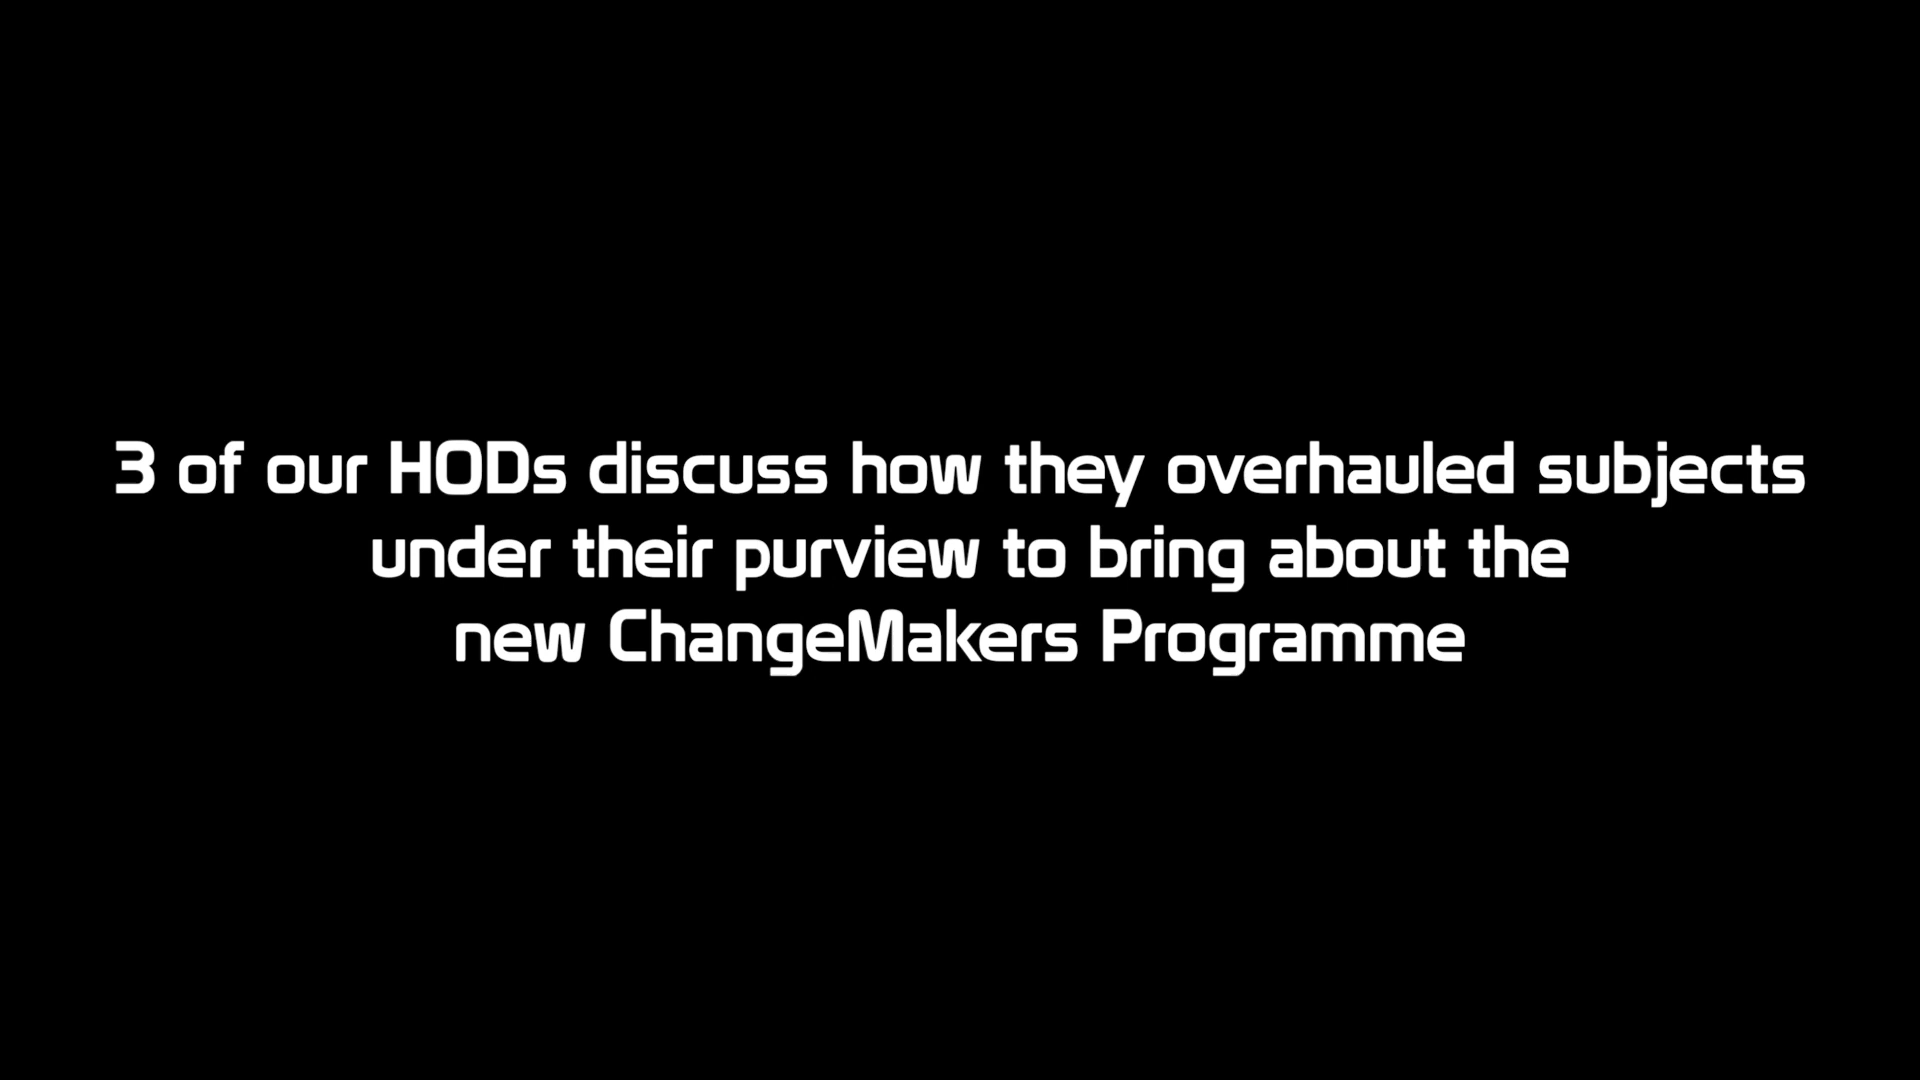 3 of our HODs discuss how they overhauled subjects
under their purview to bring about the
new ChangeMakers Programme